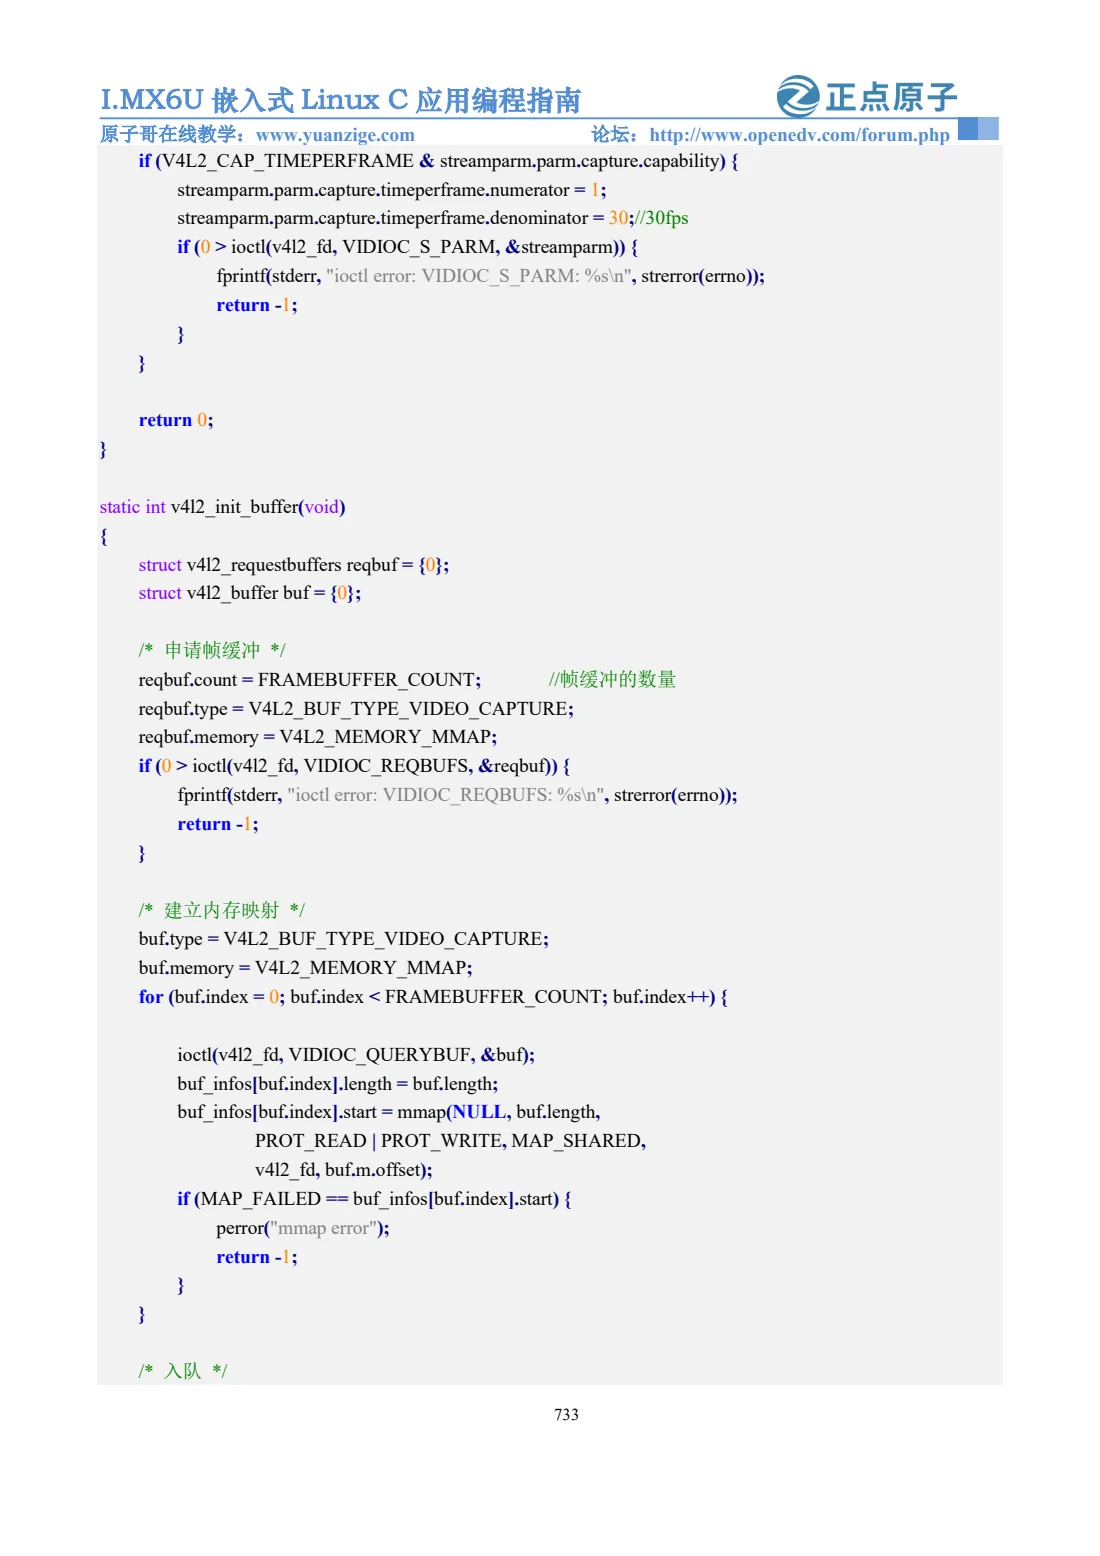 I.MX6U 嵌入式 Linux C 应用编程指南
正点原子
原子哥在线教学：www.yuanzige.com
论坛：http://www.openedv.com/forum.php
if (V4L2_CAP_TIMEPERFRAME & streamparm.parm.capture.capability) {
streamparm.parm.capture.timeperframe.numerator = 1;
streamparm.parm.capture.timeperframe.denominator = 30;//30fps
if (0 > ioctl(v4l2_fd, VIDIOC_S_PARM, &streamparm)) {
fprintf(stderr, "ioctl error: VIDIOC_S_PARM: %s\n", strerror(errno));
return -1;
}
}
return 0;
}
static int v4l2_init_buffer(void)
{
struct v4l2_requestbuffers reqbuf = {0};
struct v4l2_buffer buf = {0};
/* 申请帧缓冲 */
reqbuf.count = FRAMEBUFFER_COUNT; //帧缓冲的数量
reqbuf.type = V4L2_BUF_TYPE_VIDEO_CAPTURE;
reqbuf.memory = V4L2_MEMORY_MMAP;
if (0 > ioctl(v4l2_fd, VIDIOC_REQBUFS, &reqbuf)) {
fprintf(stderr, "ioctl error: VIDIOC_REQBUFS: %s\n", strerror(errno));
return -1;
}
/* 建立内存映射 */
buf.type = V4L2_BUF_TYPE_VIDEO_CAPTURE;
buf.memory = V4L2_MEMORY_MMAP;
for (buf.index = 0; buf.index < FRAMEBUFFER_COUNT; buf.index++) {
ioctl(v4l2_fd, VIDIOC_QUERYBUF, &buf);
buf_infos[buf.index].length = buf.length;
buf_infos[buf.index].start = mmap(NULL, buf.length,
PROT_READ | PROT_WRITE, MAP_SHARED,
v4l2_fd, buf.m.offset);
if (MAP_FAILED == buf_infos[buf.index].start) {
perror("mmap error");
return -1;
}
}
/* 入队 */
733